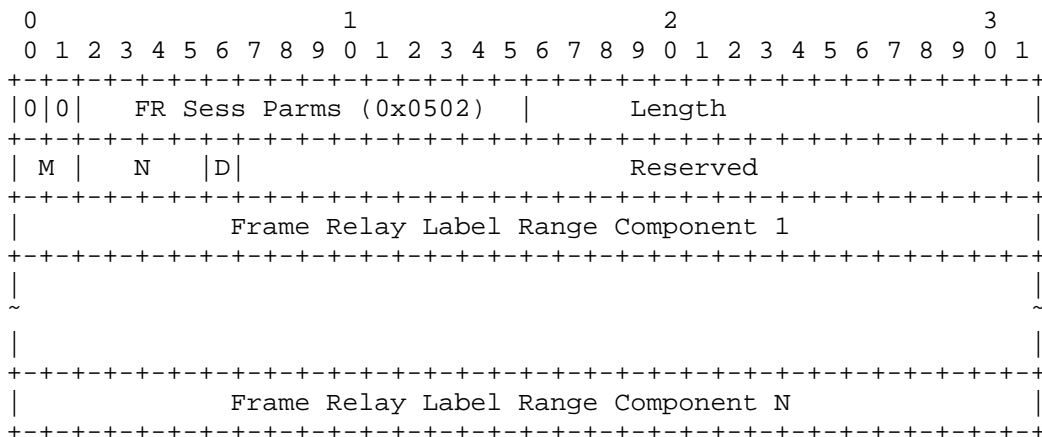 0                   1                   2                   3
 0 1 2 3 4 5 6 7 8 9 0 1 2 3 4 5 6 7 8 9 0 1 2 3 4 5 6 7 8 9 0 1
+-+-+-+-+-+-+-+-+-+-+-+-+-+-+-+-+-+-+-+-+-+-+-+-+-+-+-+-+-+-+-+-+
|0|0|   FR Sess Parms (0x0502)  |      Length                   |
+-+-+-+-+-+-+-+-+-+-+-+-+-+-+-+-+-+-+-+-+-+-+-+-+-+-+-+-+-+-+-+-+
| M |   N   |D|                        Reserved                 |
+-+-+-+-+-+-+-+-+-+-+-+-+-+-+-+-+-+-+-+-+-+-+-+-+-+-+-+-+-+-+-+-+
|             Frame Relay Label Range Component 1               |
+-+-+-+-+-+-+-+-+-+-+-+-+-+-+-+-+-+-+-+-+-+-+-+-+-+-+-+-+-+-+-+-+
|                                                               |
~                                                               ~
|                                                               |
+-+-+-+-+-+-+-+-+-+-+-+-+-+-+-+-+-+-+-+-+-+-+-+-+-+-+-+-+-+-+-+-+
|             Frame Relay Label Range Component N               |
+-+-+-+-+-+-+-+-+-+-+-+-+-+-+-+-+-+-+-+-+-+-+-+-+-+-+-+-+-+-+-+-+